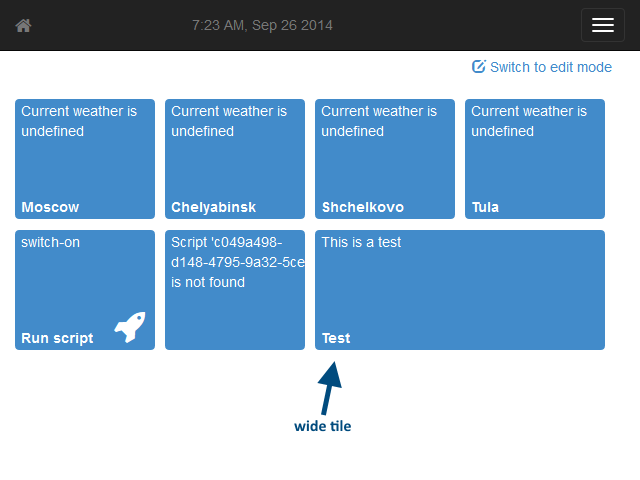 7:23 AM, Sep 26 2014
Switch to edit mode
Current weather is
undefined
Moscow
Current weather is
undefined
Chelyabinsk
Current weather is
undefined
Shchelkovo
Current weather is
undefined
Tula
switch-on
Run script
Script 'c049a498-
d148-4795-9a32-5ce
is not found
This is a test
Test
wide tile